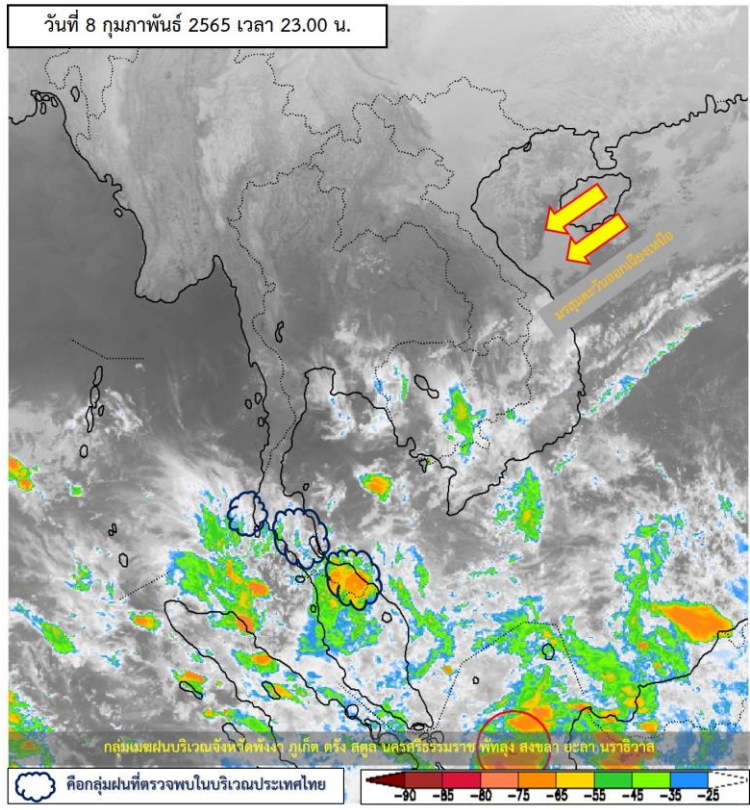 วันที่ 8 กุมภาพันธ์ 2565 เวลา 23.00 น.
มรสุมตะวันออกเฉียงเหนือ
กลุ่มเมฆฝนบริเวณจังหวัดพังงา ภูเก็ต ตรัง สตูล นครศรีธรรมราช พัทลุง สงขลา ยะลา นราธิวาส
คือกลุ่มฝนที่ตรวจพบในบริเวณประเทศไทย
-90 -85 -80 -75 -65 -55 -45 -35 -25